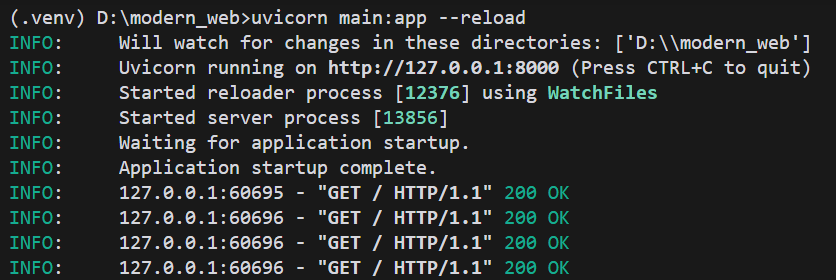 (.venv) D:\modern_web>uvicorn main:app --reload
INFO:     Will watch for changes in these directories: ['D:\\modern_web']
INFO:     Uvicorn running on http://127.0.0.1:8000 (Press CTRL+C to quit)
INFO:     Started reloader process [12376] using WatchFiles
INFO:     Started server process [13856]
INFO:     Waiting for application startup.
INFO:     Application startup complete.
INFO:     127.0.0.1:60695 - "GET / HTTP/1.1" 200 OK
INFO:     127.0.0.1:60696 - "GET / HTTP/1.1" 200 OK
INFO:     127.0.0.1:60696 - "GET / HTTP/1.1" 200 OK
INFO:     127.0.0.1:60696 - "GET / HTTP/1.1" 200 OK